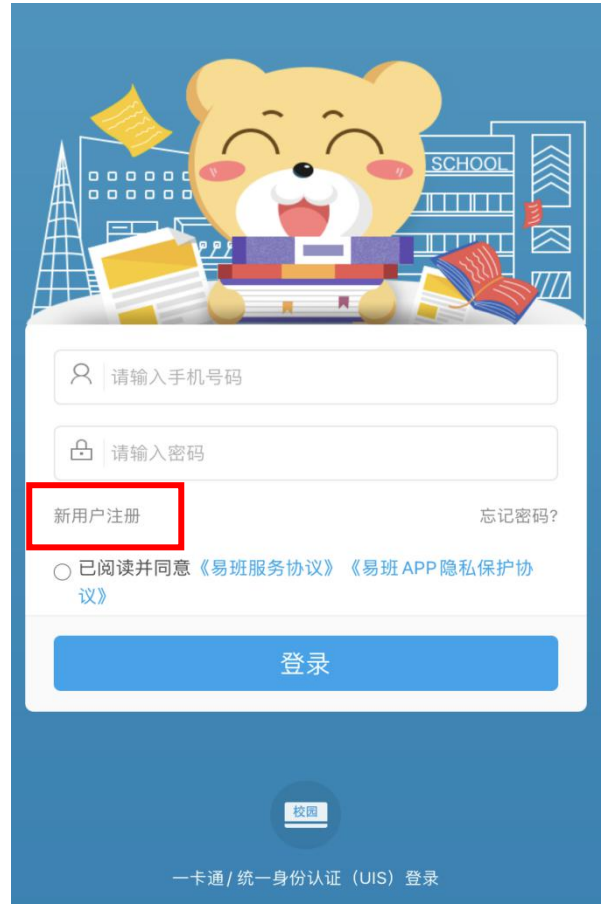 SCHOOL
请输入手机号码
请输入密码
新用户注册
忘记密码?
已阅读并同意《易班服务协议》《易班APP隐私保护协
议》
登录
校园
一卡通/统一身份认证（UIS）登录